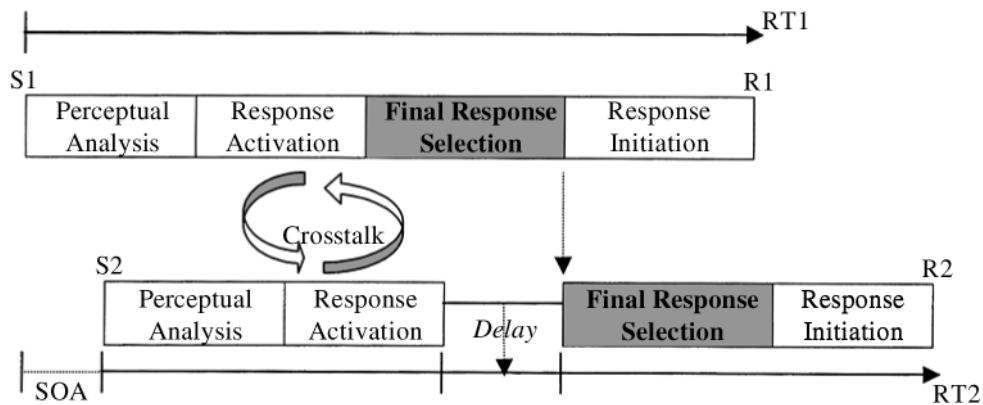 RT1
S1
R1
Perceptual Analysis
Response Activation
Final Response Selection
Response Initiation
Crosstalk
S2
R2
Perceptual Analysis
Response Activation
Delay
Final Response Selection
Response Initiation
SOA
RT2